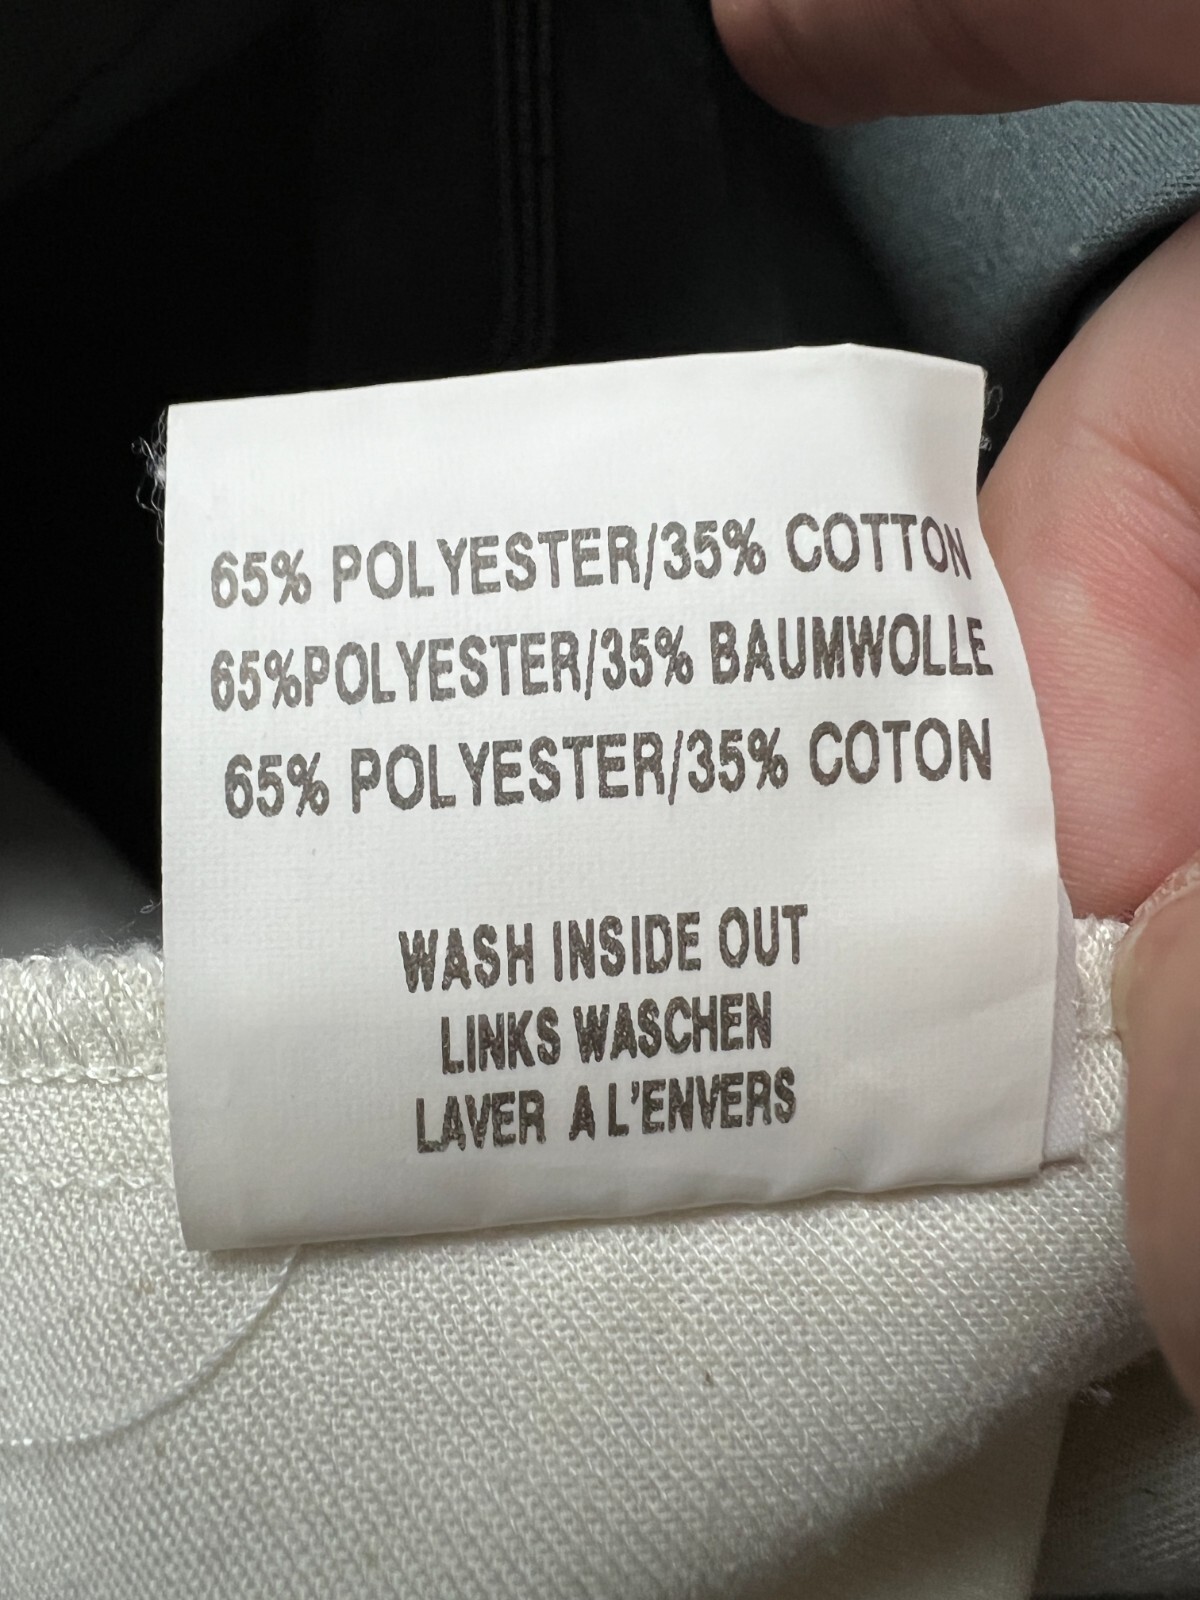 65% POLYESTER/35% COTTON
65%POLYESTER/35% BAUMWOLLE
65% POLYESTER/35% COTON
WASH INSIDE OUT
LINKS WASCHEN
LAVER A L'ENVERS